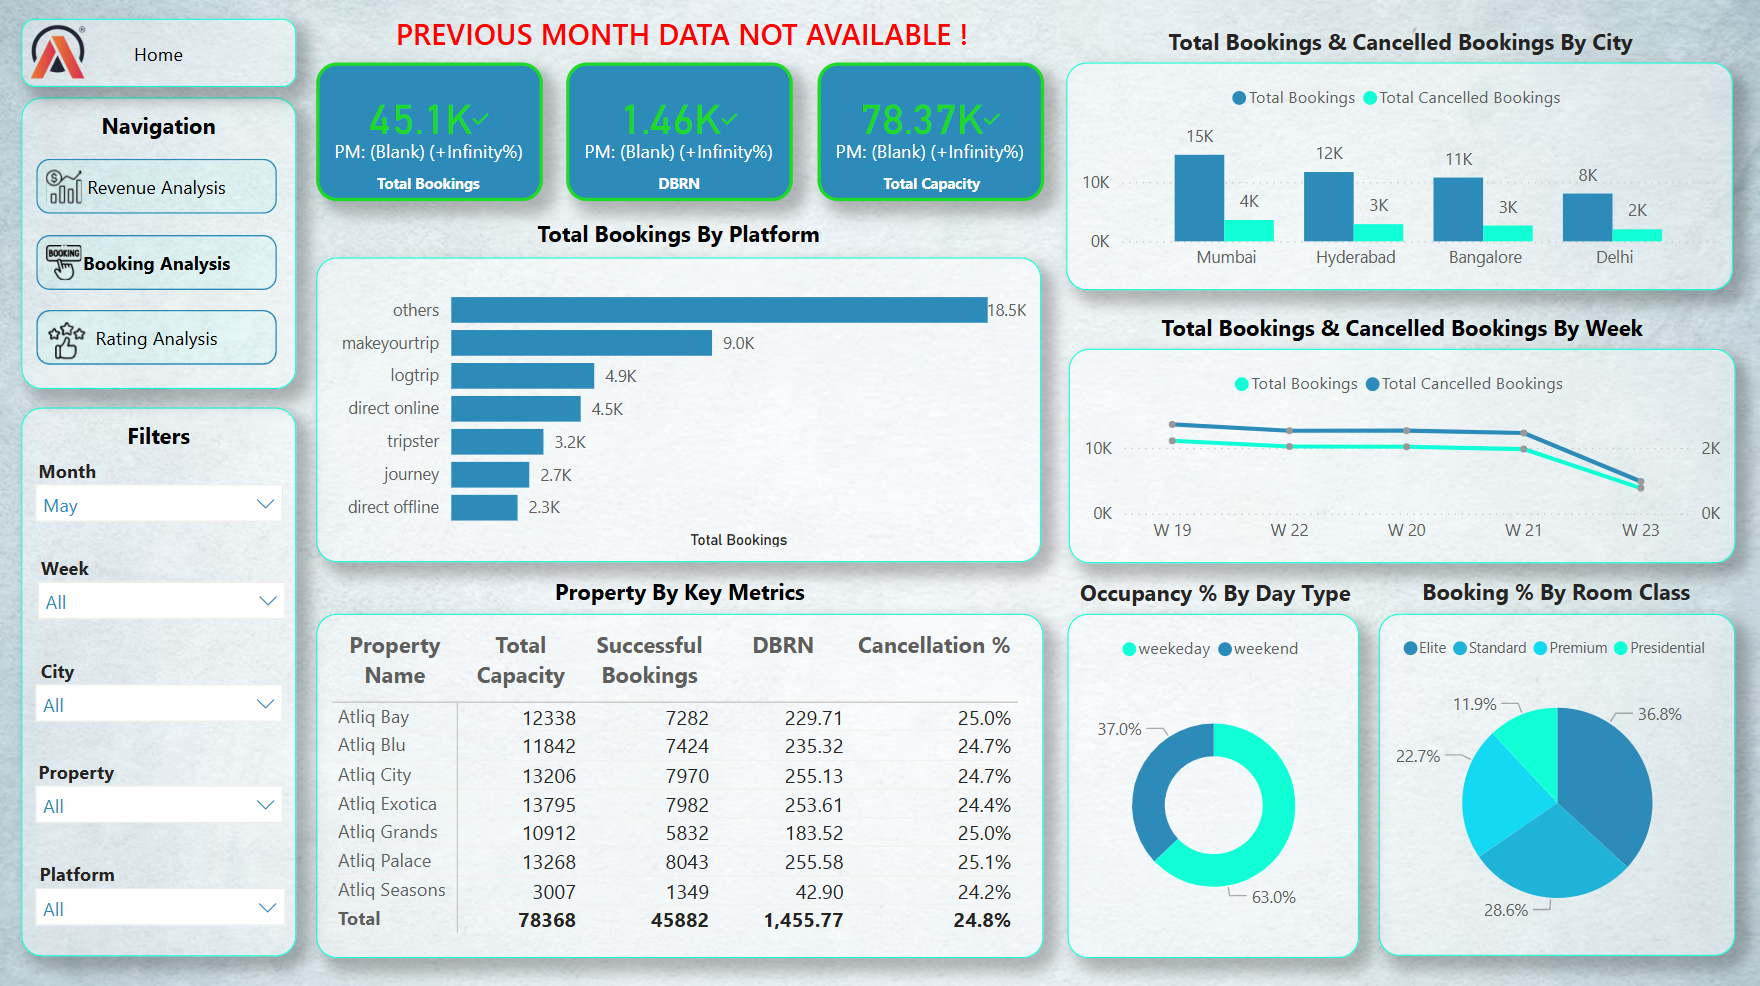 Home
Navigation
Revenue Analysis
BOOKING
Booking Analysis
Rating Analysis
Filters
Month
May
Week
All
City
All
Property
All
Platform
All
PREVIOUS MONTH DATA NOT AVAILABLE !
45.1K
PM: (Blank) (+Infinity%)
Total Bookings
1.46K
PM: (Blank) (+Infinity%)
DBRN
78.37K
PM: (Blank) (+Infinity%)
Total Capacity
Total Bookings By Platform
others 18.5K
makeyourtrip 9.0K
logtrip 4.9K
direct online 4.5K
tripster 3.2K
journey 2.7K
direct offline 2.3K
Total Bookings
Property By Key Metrics
Property Name Total Capacity Successful Bookings DBRN Cancellation %
Atliq Bay 12338 7282 229.71 25.0%
Atliq Blu 11842 7424 235.32 24.7%
Atliq City 13206 7970 255.13 24.7%
Atliq Exotica 13795 7982 253.61 24.4%
Atliq Grands 10912 5832 183.52 25.0%
Atliq Palace 13268 8043 255.58 25.1%
Atliq Seasons 3007 1349 42.90 24.2%
Total 78368 45882 1,455.77 24.8%
Total Bookings & Cancelled Bookings By City
Total Bookings Total Cancelled Bookings
15K 12K 11K 8K
10K 4K 3K 3K 2K
0K
Mumbai Hyderabad Bangalore Delhi
Total Bookings & Cancelled Bookings By Week
Total Bookings Total Cancelled Bookings
10K 2K
0K 0K
W 19 W 22 W 20 W 21 W 23
Occupancy % By Day Type
weekeday weekend
37.0%
63.0%
Booking % By Room Class
Elite Standard Premium Presidential
11.9% 36.8%
22.7%
28.6%